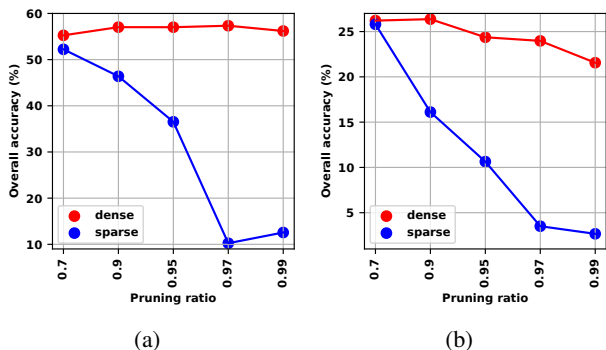 60
50
40
30
20
10
Overall accuracy (%)
dense
sparse
0.7
0.9
0.95
0.97
0.99
Pruning ratio
(a)
25
20
15
10
5
Overall accuracy (%)
dense
sparse
0.7
0.9
0.95
0.97
0.99
Pruning ratio
(b)